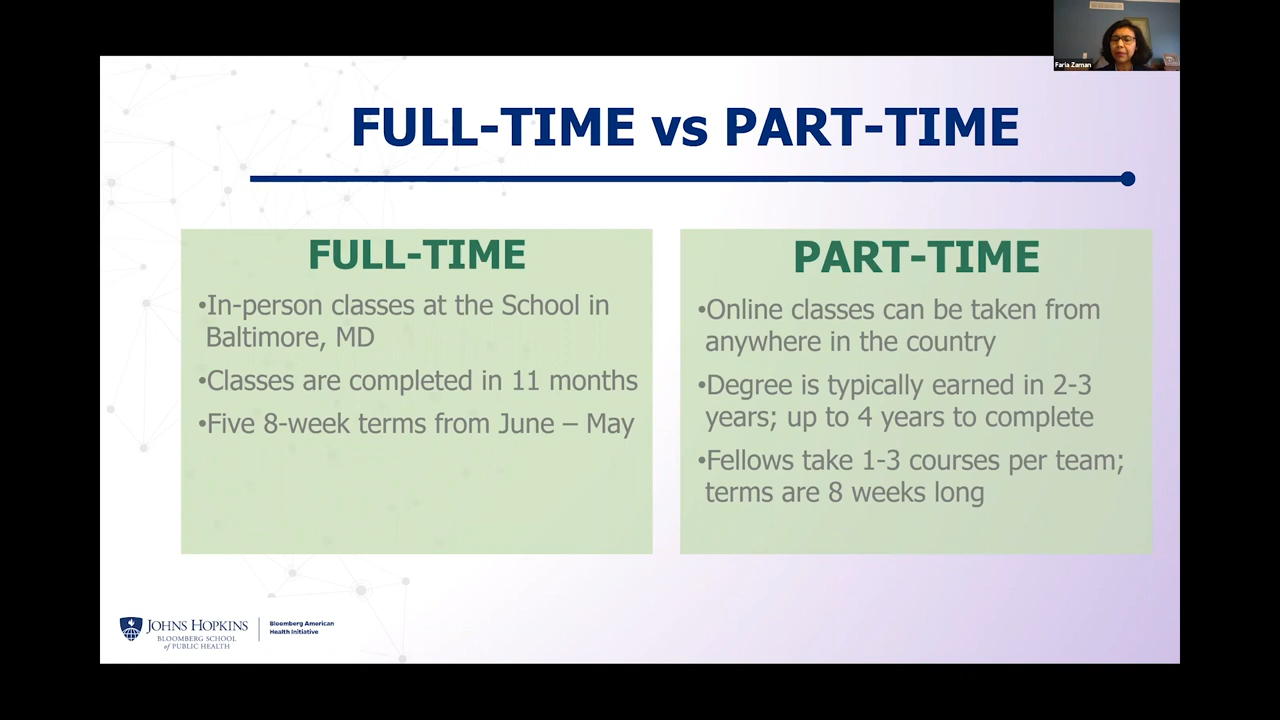 Faria Zaman
FULL-TIME vs PART-TIME
FULL-TIME
•In-person classes at the School in
Baltimore, MD
•Classes are completed in 11 months
•Five 8-week terms from June – May
PART-TIME
•Online classes can be taken from
anywhere in the country
•Degree is typically earned in 2-3
years; up to 4 years to complete
•Fellows take 1-3 courses per team;
terms are 8 weeks long
JOHNS HOPKINS
BLOOMBERG SCHOOL
of PUBLIC HEALTH
Bloomberg American
Health Initiative